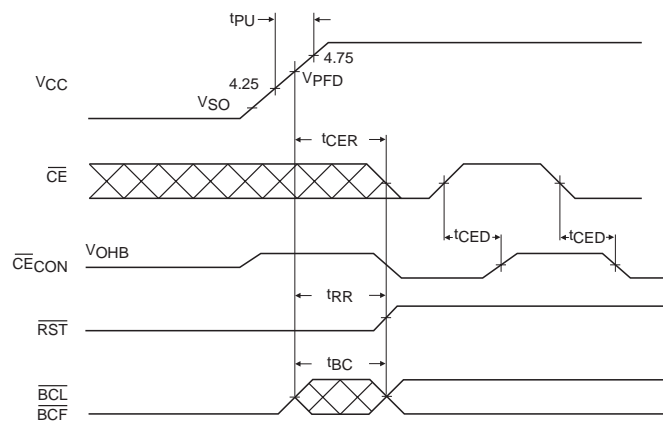 tPU
4.75
4.25
VPFD
VCC
VSO
tCER
CE
tCED
tCED
VOHB
CECON
tRR
RST
tBC
BCL
BCF